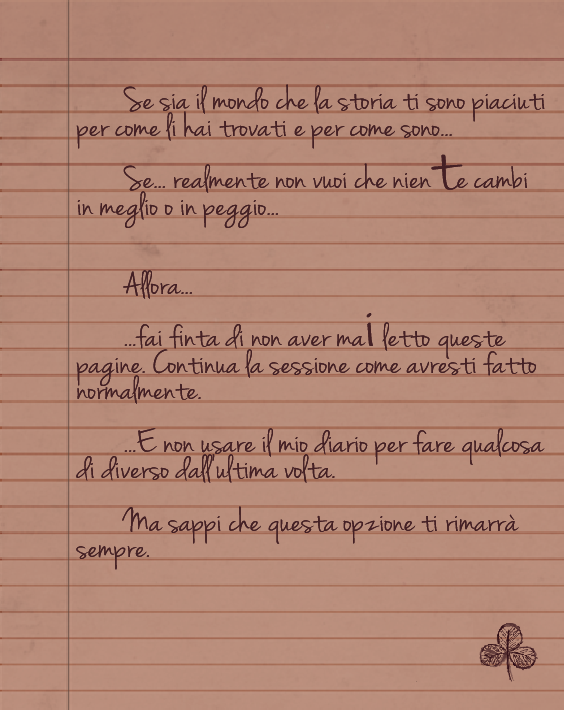 Se sia il mondo che la storia ti sono piaciuti
per come li hai trovati e per come sono...
Se... realmente non vuoi che niente cambi
in meglio o in peggio...
Allora...
...fai finta di non aver mai letto queste
pagine. Continua la sessione come avresti fatto
normalmente.
...E non usare il mio diario per fare qualcosa
di diverso dall'ultima volta.
Ma sappi che questa opzione ti rimarrà
sempre.